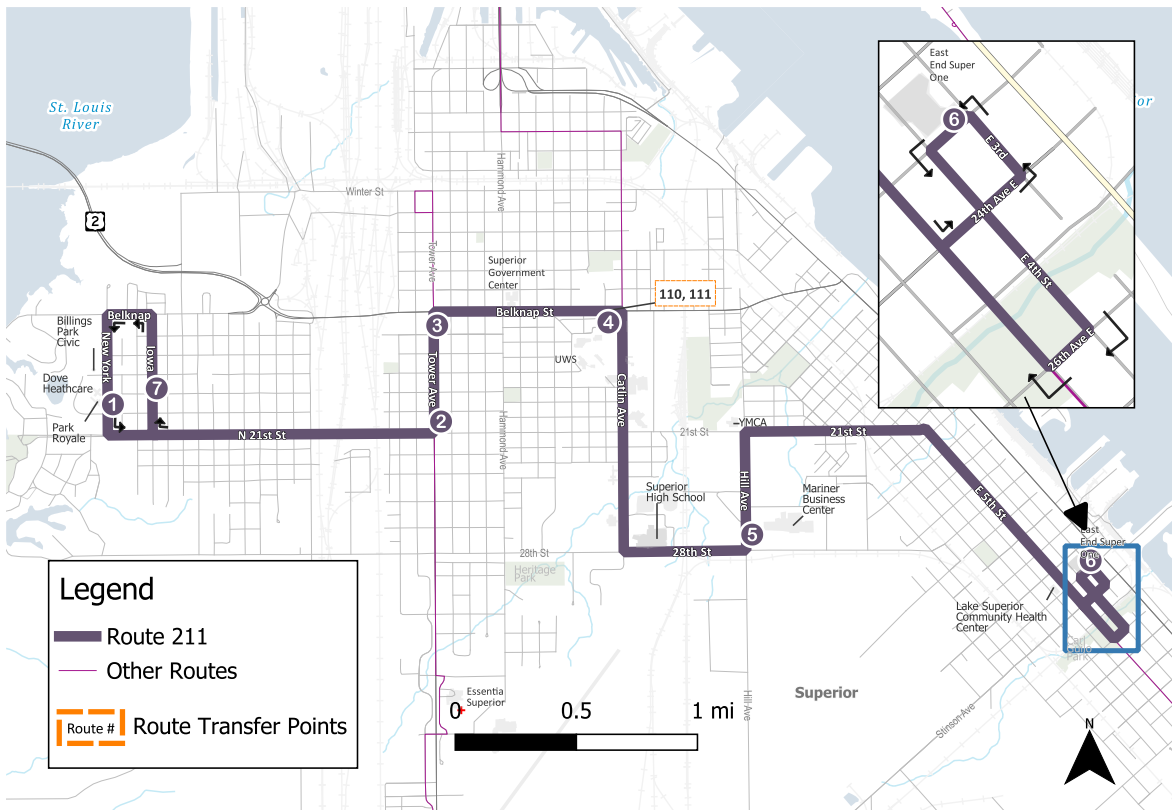 St. Louis
River
2
Winter St
Hammond Ave
Tower Ave
Superior
Government
Center
110, 111
Belknap
Billings
Park
Civic
New York
Iowa
Dove
Heathcare
Park
Royale
1
7
N 21st St
3
Tower Ave
2
Belknap St
4
UWS
Catlin Ave
Hammond Ave
21st St
YMCA
21st St
Superior
High School
Hill Ave
Mariner
Business
Center
5
28th St
28th St
Heritage
Park
E 5th St
East
End Super
One
6
Lake Superior
Community Health
Center
Carl
Guild
Park
East
End Super
One
6
E 3rd
24th Ave E
E 4th St
26th Ave E
or
Legend
Route 211
Other Routes
Route #
Route Transfer Points
Essentia
Superior
0
0.5
1 mi
Hill Ave
Superior
Stinson Ave
N